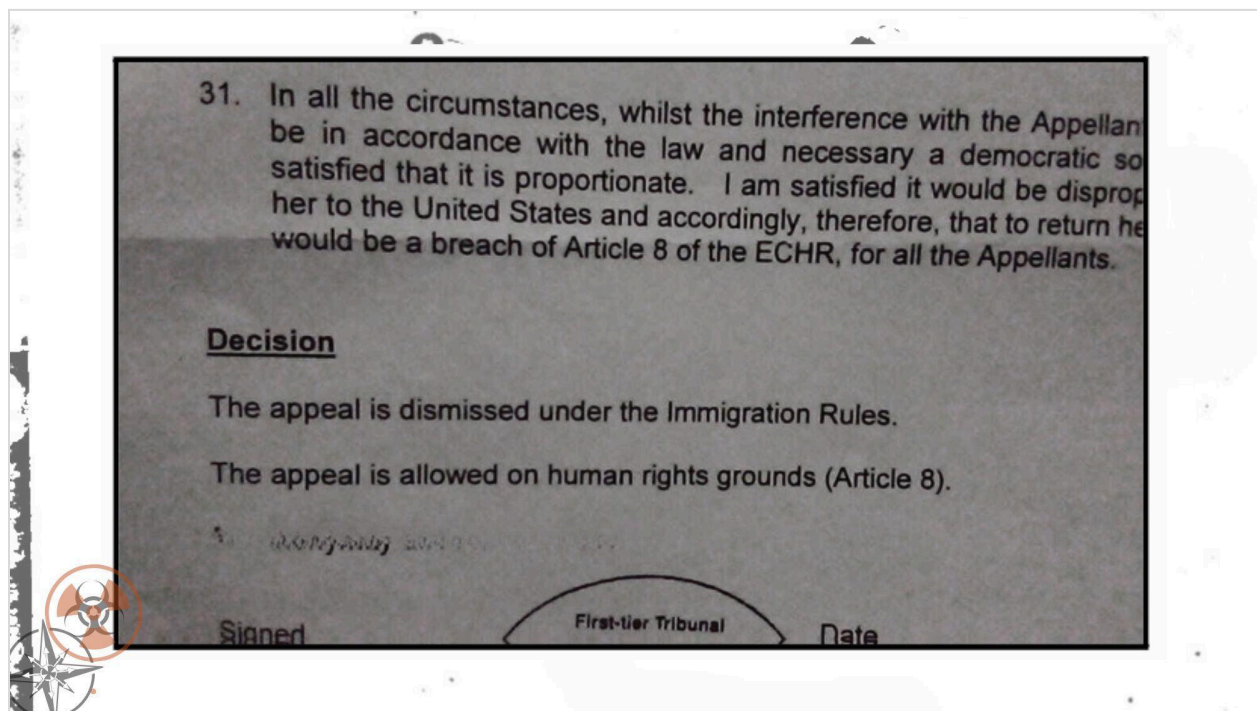 31. In all the circumstances, whilst the interference with the Appellan
be in accordance with the law and necessary a democratic so
satisfied that it is proportionate. I am satisfied it would be disprop
her to the United States and accordingly, therefore, that to return he
would be a breach of Article 8 of the ECHR, for all the Appellants.
Decision
The appeal is dismissed under the Immigration Rules.
The appeal is allowed on human rights grounds (Article 8).
Signed First-tier Tribunal Date